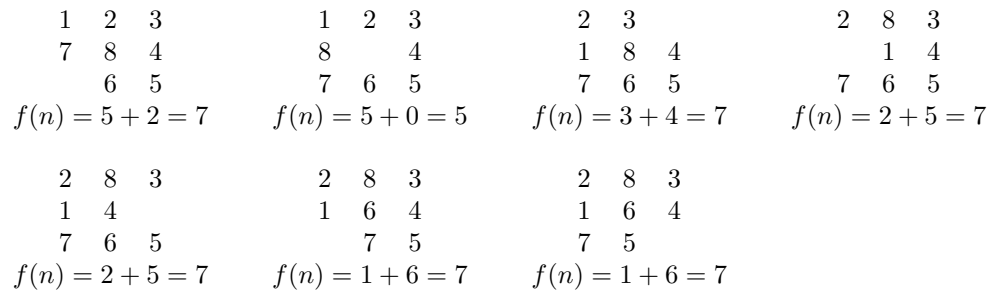 1 2 3 1 2 3 2 3 2 8 3
7 8 4 8 4 1 8 4 1 4
6 5 7 6 5 7 6 5 7 6 5
f(n) = 5 + 2 = 7 f(n) = 5 + 0 = 5 f(n) = 3 + 4 = 7 f(n) = 2 + 5 = 7
2 8 3 2 8 3 2 8 3
1 4 1 6 4 1 6 4
7 6 5 7 5 7 5
f(n) = 2 + 5 = 7 f(n) = 1 + 6 = 7 f(n) = 1 + 6 = 7